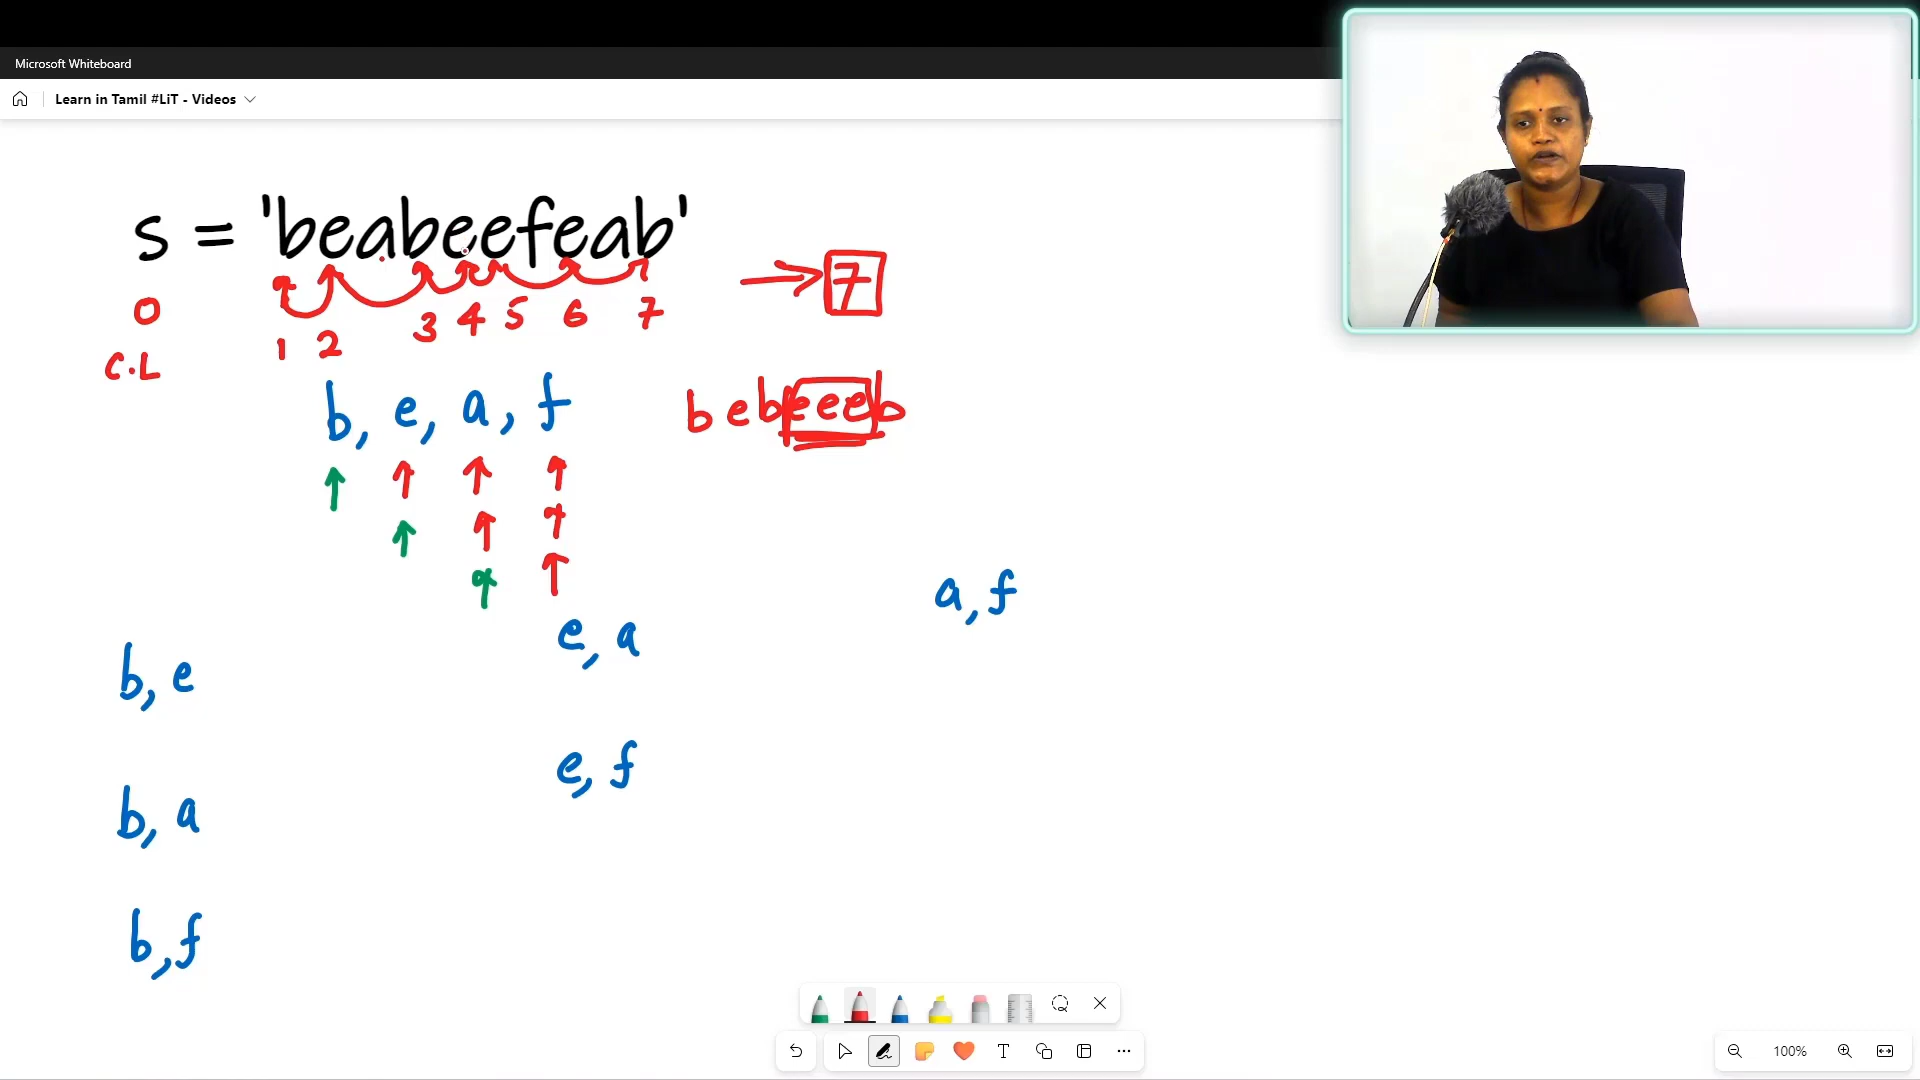 Microsoft Whiteboard
Learn in Tamil #LiT - Videos
s = 'beabeefeab'
→ 7
0 1 2 3 4 5 6 7
C.L
b, e, a, f
bebeeeb
a, f
e, a
b, e
e, f
b, a
b, f
100%